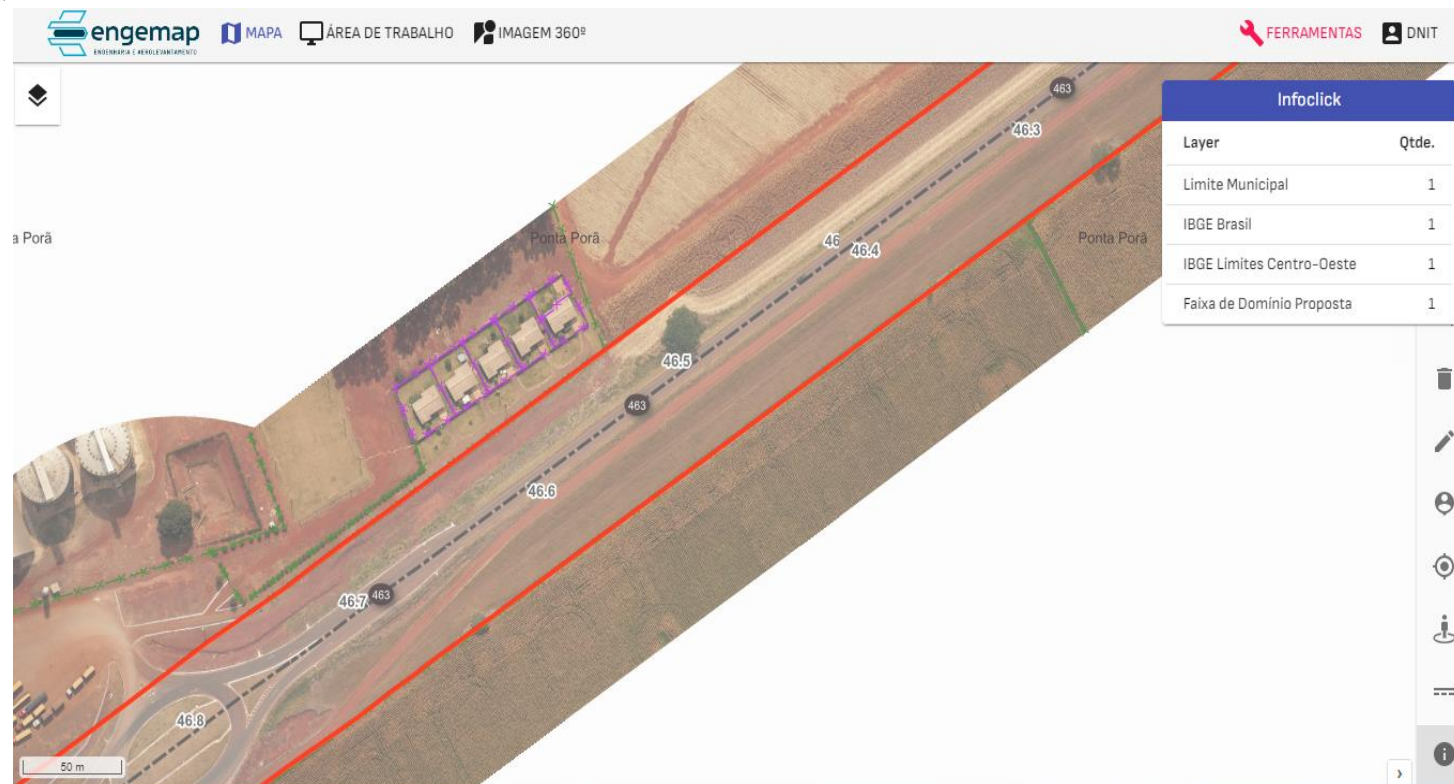 engemap
ENGENHARIA E AEROLEVANTAMENTO
MAPA
ÁREA DE TRABALHO
IMAGEM 360º
FERRAMENTAS
DNIT
Infoclick
Layer Qtde.
Limite Municipal 1
IBGE Brasil 1
IBGE Limites Centro-Oeste 1
Faixa de Domínio Proposta 1
463
46.3
a Porã
Ponta Porã
46
46.4
Ponta Porã
46.5
463
46.6
46.7
463
46.8
50 m